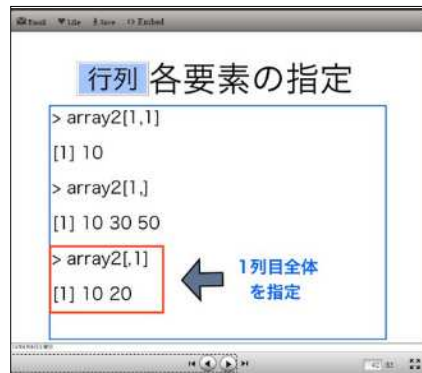 Email Like Save Embed
行列 各要素の指定
> array2[1,1]
[1] 10
> array2[1,]
[1] 10 30 50
> array2[,1]
[1] 10 20
1列目全体
を指定